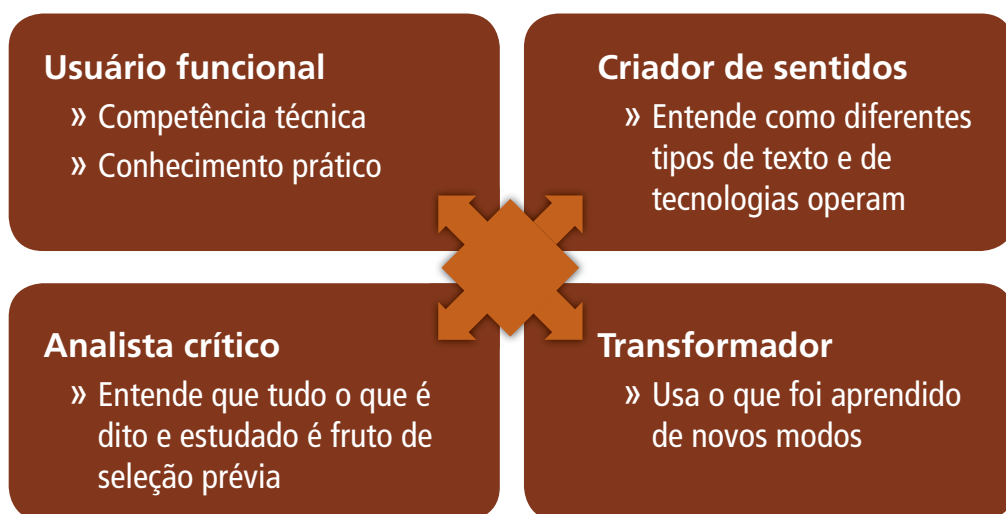 Usuário funcional
» Competência técnica
» Conhecimento prático
Criador de sentidos
» Entende como diferentes
tipos de texto e de
tecnologias operam
Analista crítico
» Entende que tudo o que é
dito e estudado é fruto de
seleção prévia
Transformador
» Usa o que foi aprendido
de novos modos